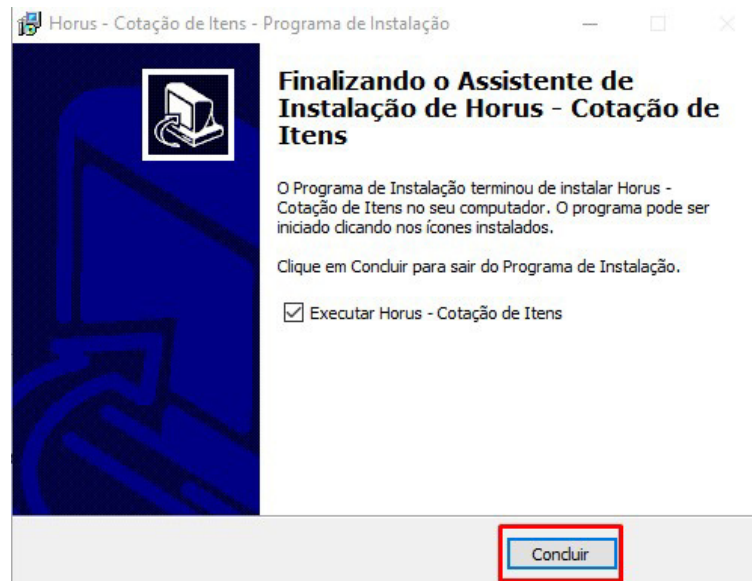 Horus - Cotação de Itens - Programa de Instalação
Finalizando o Assistente de
Instalação de Horus - Cotação de
Itens
O Programa de Instalação terminou de instalar Horus -
Cotação de Itens no seu computador. O programa pode ser
iniciado clicando nos ícones instalados.
Clique em Concluir para sair do Programa de Instalação.
Executar Horus - Cotação de Itens
Concluir